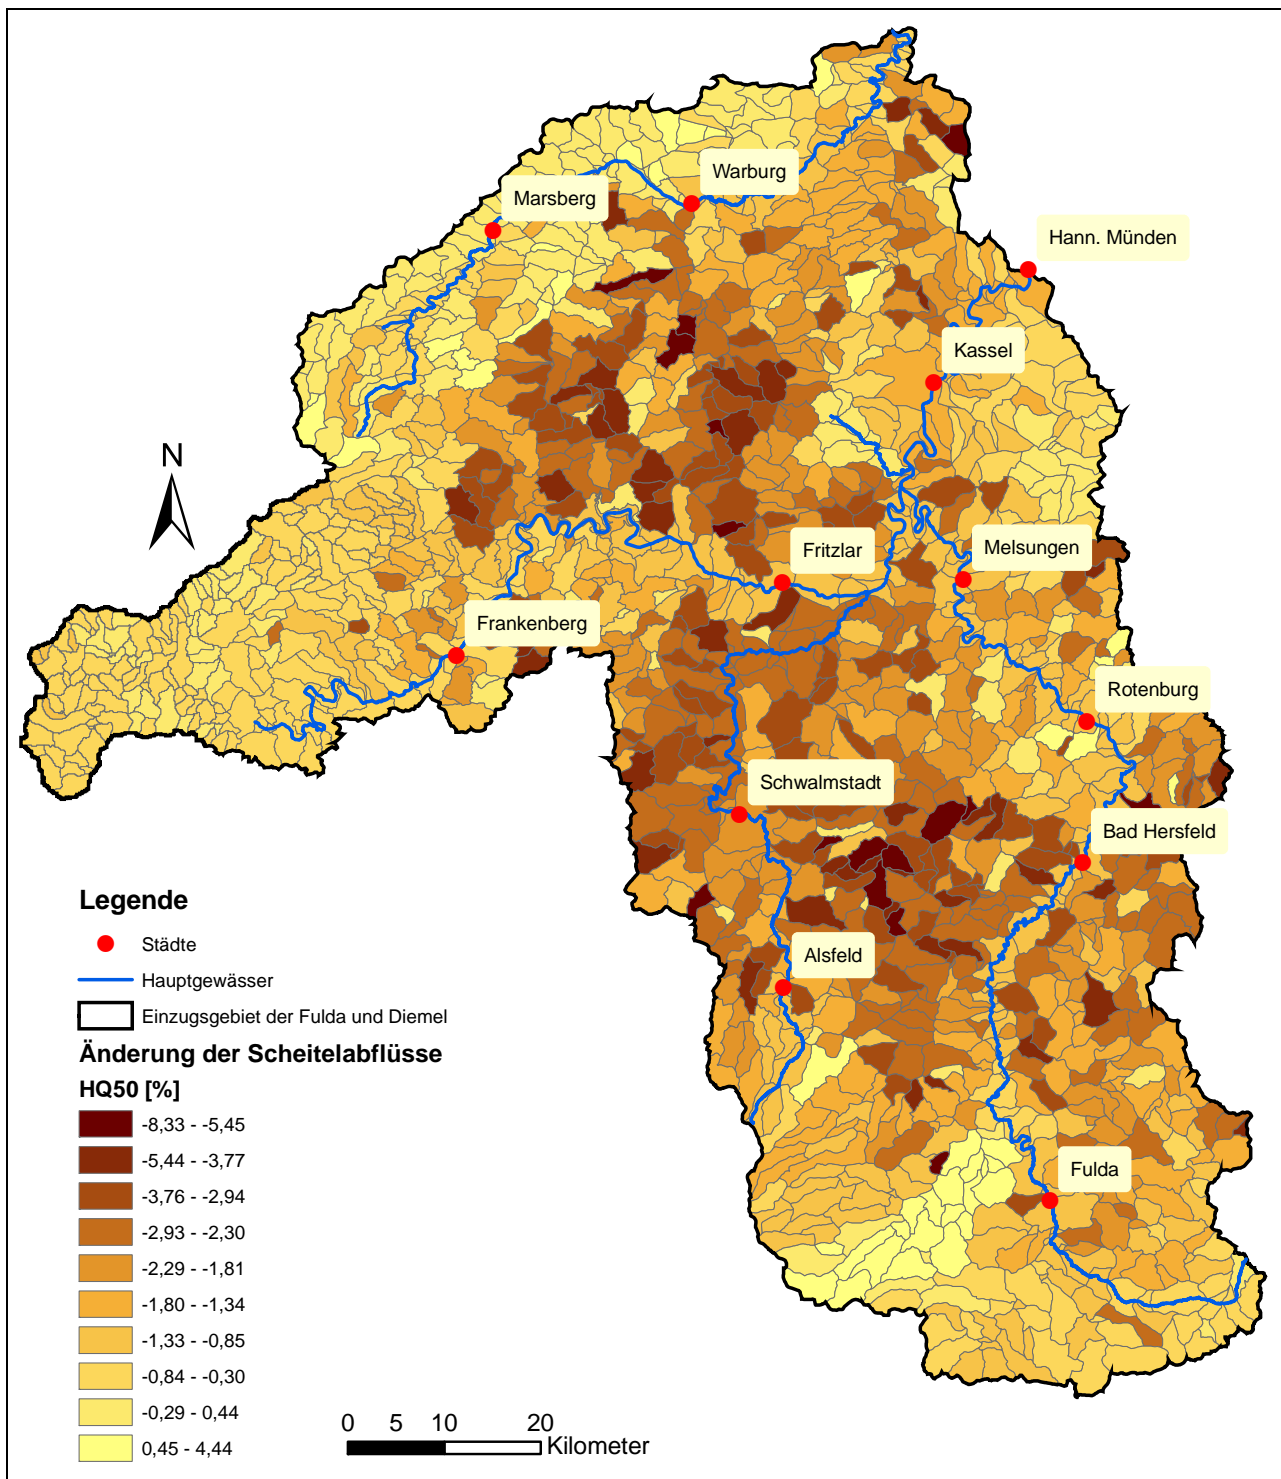 Warburg
Marsberg
Hann. Münden
Kassel
N
Fritzlar
Melsungen
Frankenberg
Rotenburg
Schwalmstadt
Bad Hersfeld
Alsfeld
Fulda
Legende
Städte
Hauptgewässer
Einzugsgebiet der Fulda und Diemel
Änderung der Scheitelabflüsse
HQ50 [%]
-8,33 - -5,45
-5,44 - -3,77
-3,76 - -2,94
-2,93 - -2,30
-2,29 - -1,81
-1,80 - -1,34
-1,33 - -0,85
-0,84 - -0,30
-0,29 - 0,44
0,45 - 4,44
0 5 10 20
Kilometer